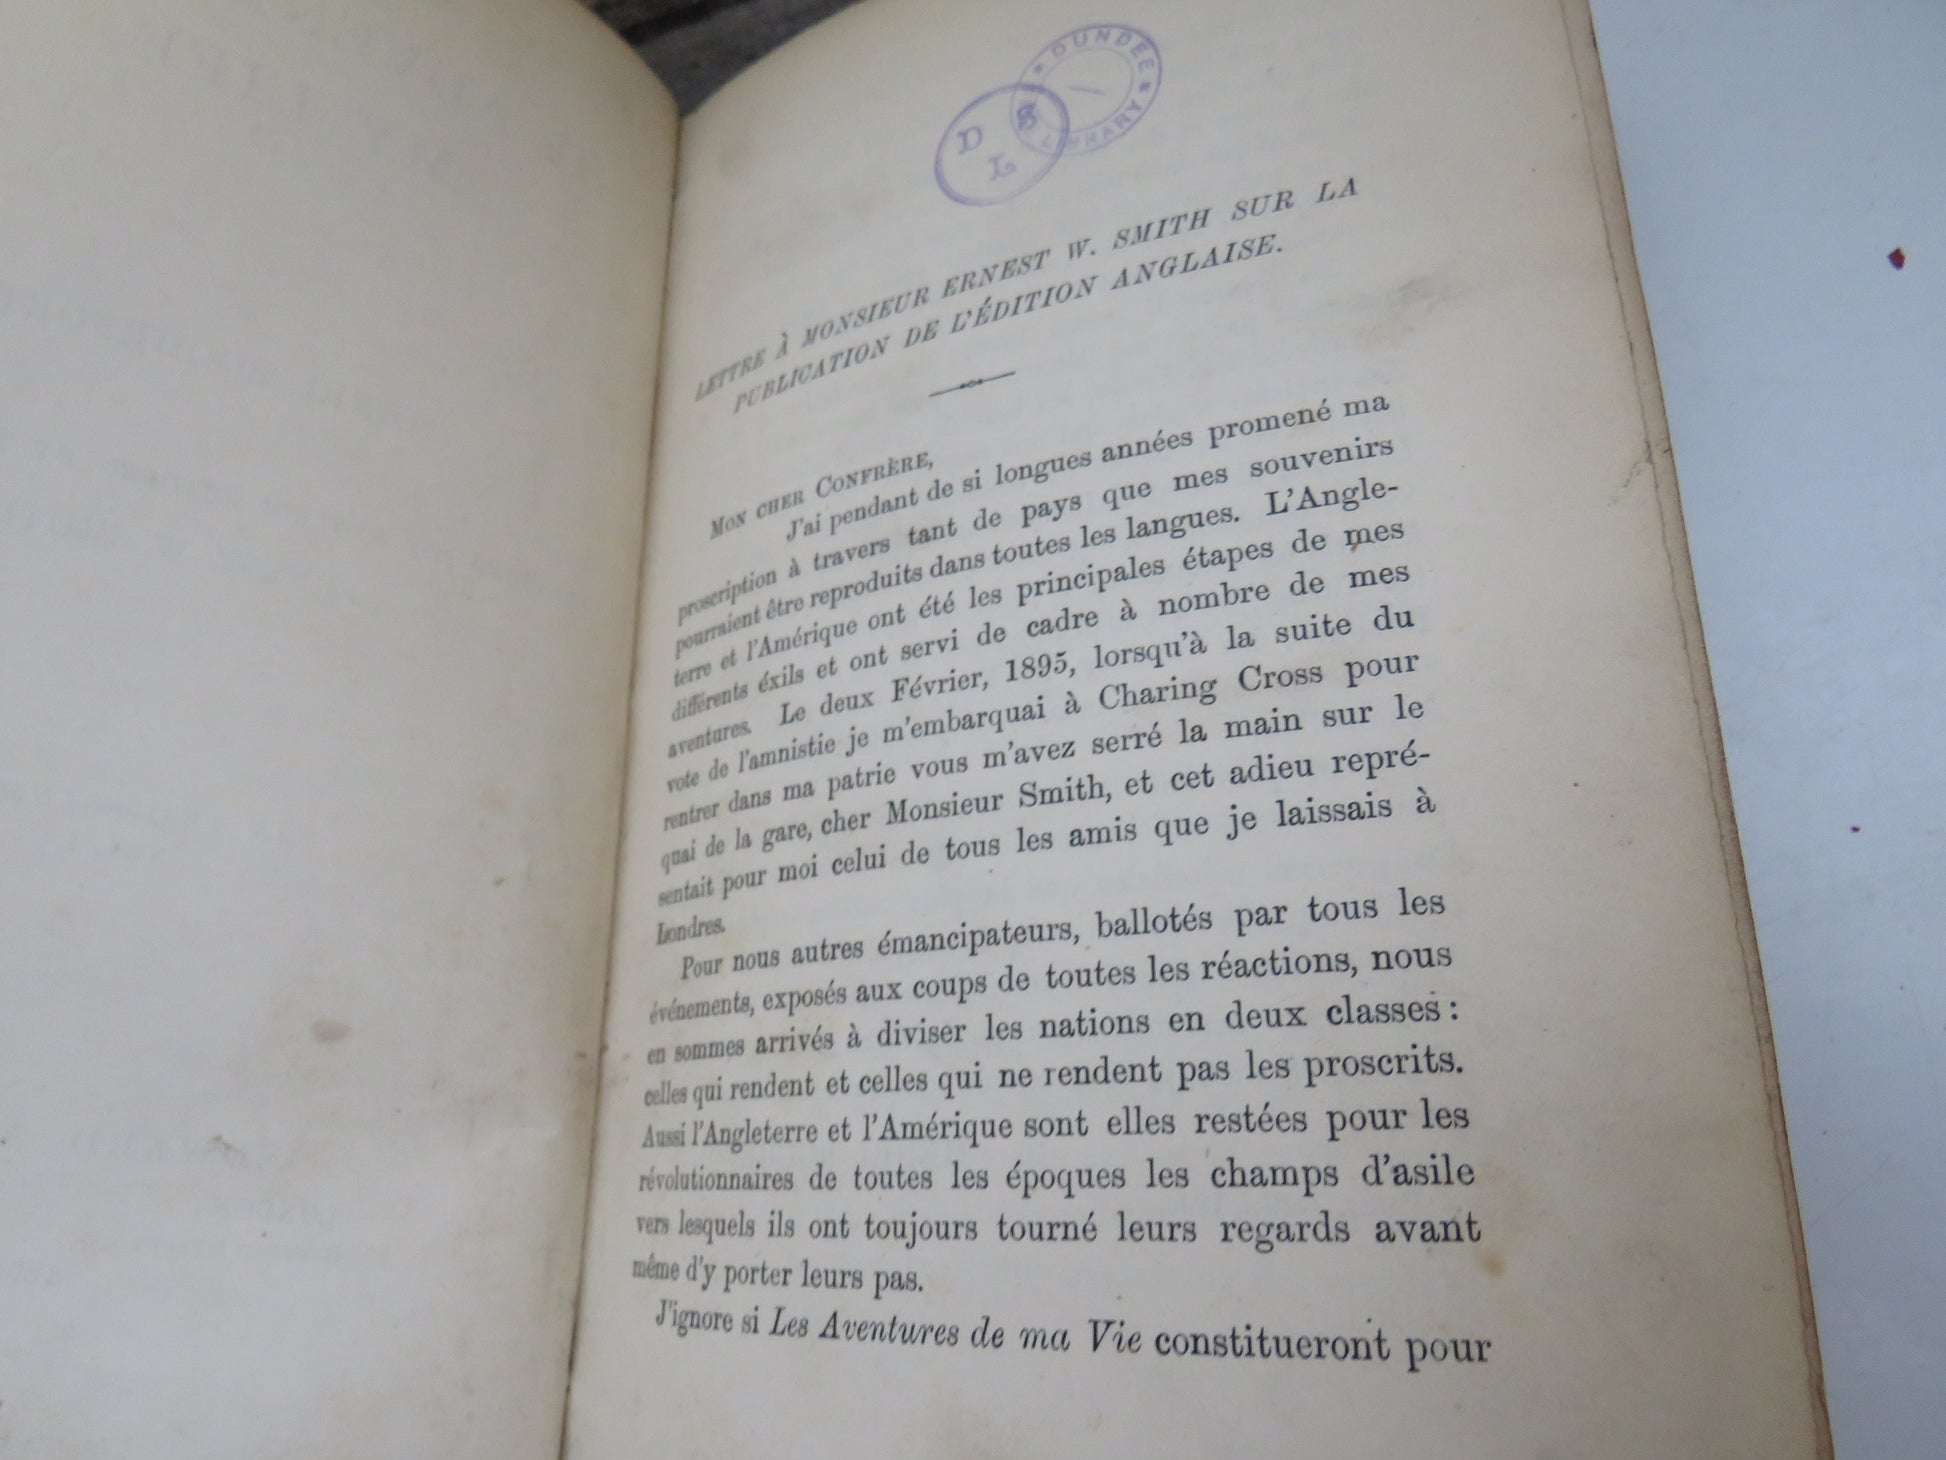 DUNDEE
LIBRARY
D S
L
LETTRE À MONSIEUR ERNEST W. SMITH SUR LA
PUBLICATION DE L'ÉDITION ANGLAISE.
MON CHER CONFRÈRE,
J'ai pendant de si longues années promené ma
proscription à travers tant de pays que mes souvenirs
pourraient être reproduits dans toutes les langues. L'Angle-
terre et l'Amérique ont été les principales étapes de mes
différents éxils et ont servi de cadre à nombre de mes
aventures. Le deux Février, 1895, lorsqu'à la suite du
vote de l'amnistie je m'embarquai à Charing Cross pour
rentrer dans ma patrie vous m'avez serré la main sur le
quai de la gare, cher Monsieur Smith, et cet adieu repré-
sentait pour moi celui de tous les amis que je laissais à
Londres.
Pour nous autres émancipateurs, ballotés par tous les
événements, exposés aux coups de toutes les réactions, nous
en sommes arrivés à diviser les nations en deux classes:
celles qui rendent et celles qui ne rendent pas les proscrits.
Aussi l'Angleterre et l'Amérique sont elles restées pour les
révolutionnaires de toutes les époques les champs d'asile
vers lesquels ils ont toujours tourné leurs regards avant
même d'y porter leurs pas.
J'ignore si Les Aventures de ma Vie constitueront pour